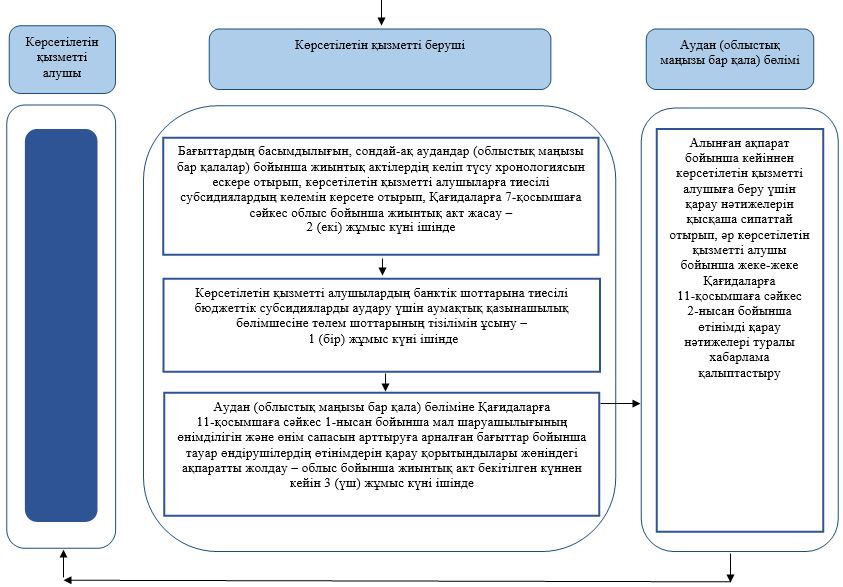 Көрсетілетін
қызметті
алушы
Көрсетілетін қызметті беруші
Аудан (облыстық
маңызы бар қала) бөлімі
Бағыттардың басымдылығын, сондай-ақ аудандар (облыстық маңызы
бар қалалар) бойынша жиынтық актілердің келіп түсу хронологиясын
ескере отырып, көрсетілетін қызметті алушыларға тиесілі
субсидиялардың көлемін көрсете отырып, Қағидаларға 7-қосымшаға
сәйкес облыс бойынша жиынтық акт жасау –
2 (екі) жұмыс күні ішінде
Көрсетілетін қызметті алушылардың банктік шоттарына тиесілі
бюджеттік субсидияларды аудару үшін аумақтық қазынашылық
бөлімшесіне төлем шоттарының тізілімін ұсыну –
1 (бір) жұмыс күні ішінде
Аудан (облыстық маңызы бар қала) бөліміне Қағидаларға
11-қосымшаға сәйкес 1-нысан бойынша мал шаруашылығының
өнімділігін және өнім сапасын арттыруға арналған бағыттар бойынша
тауар өндірушілердің өтінімдерін қарау қорытындылары жөніндегі
ақпаратты жолдау – облыс бойынша жиынтық акт бекітілген күннен
кейін 3 (үш) жұмыс күні ішінде
Алынған ақпарат
бойынша кейіннен
көрсетілетін қызметті
алушыға беру үшін
қарау нәтижелерін
қысқаша сипаттай
отырып, әр көрсетілетін
қызметті алушы
бойынша жеке-жеке
Қағидаларға
11-қосымшаға сәйкес
2-нысан бойынша
өтінімді қарау
нәтижелері туралы
хабарлама
қалыптастыру